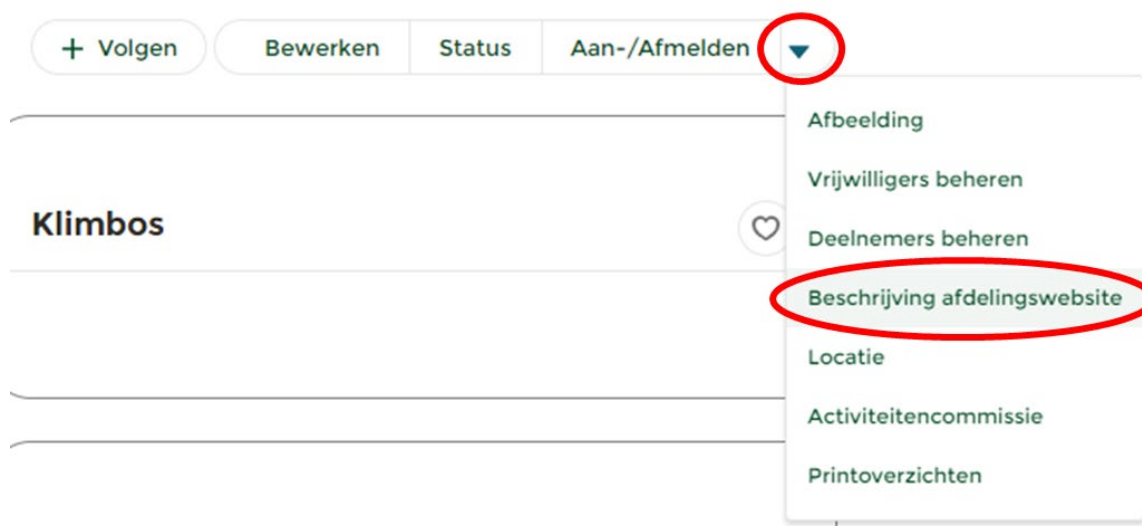 + Volgen Bewerken Status Aan-/Afmelden
Afbeelding
Vrijwilligers beheren
Klimbos
Deelnemers beheren
Beschrijving afdelingswebsite
Locatie
Activiteitencommissie
Printoverzichten